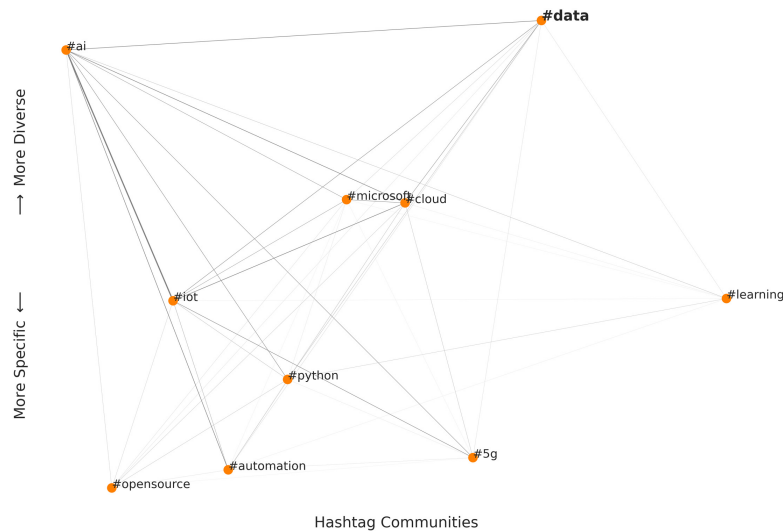 #data
#ai
→ More Diverse
#microsoft
#cloud
#iot
#learning
More Specific ←
#python
#5g
#automation
#opensource
Hashtag Communities